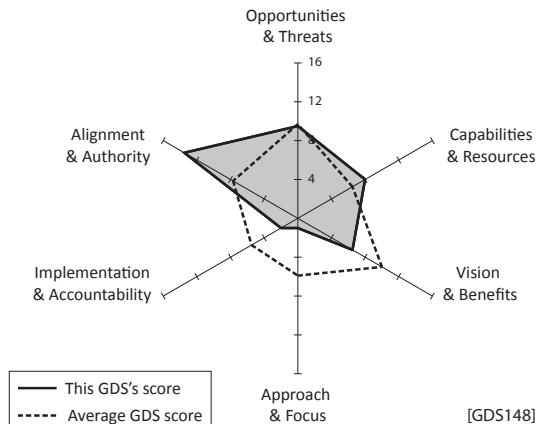 Opportunities
& Threats
16
12
8
4
Alignment
& Authority
Capabilities
& Resources
Implementation
& Accountability
Vision
& Benefits
Approach
& Focus
This GDS's score
Average GDS score
[GDS148]